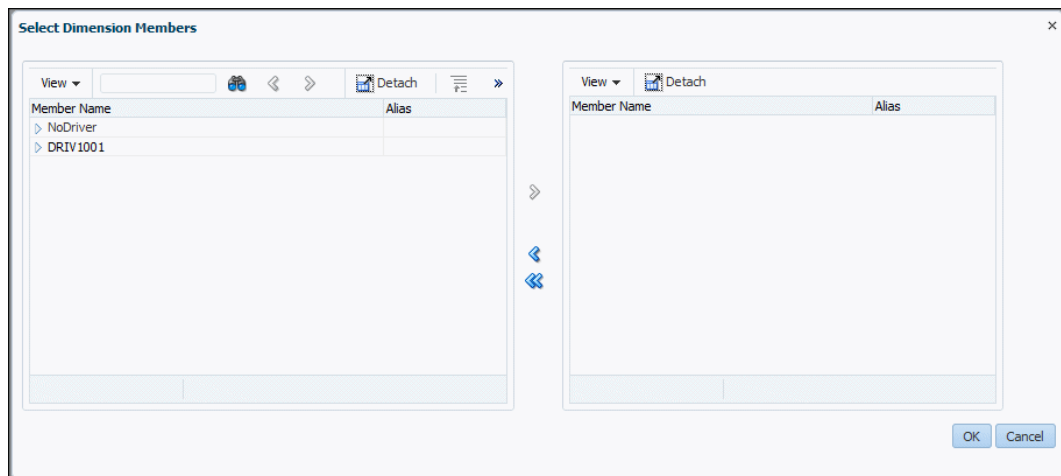 Select Dimension Members
View Detach
Member Name Alias
NoDriver
DRIV1001
View Detach
Member Name Alias
OK Cancel